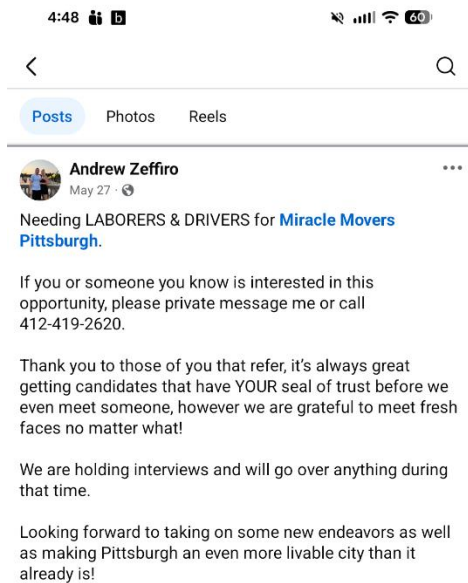 4:48 b 60
Posts Photos Reels
Andrew Zeffiro
May 27 ·
Needing LABORERS & DRIVERS for Miracle Movers
Pittsburgh.
If you or someone you know is interested in this
opportunity, please private message me or call
412-419-2620.
Thank you to those of you that refer, it's always great
getting candidates that have YOUR seal of trust before we
even meet someone, however we are grateful to meet fresh
faces no matter what!
We are holding interviews and will go over anything during
that time.
Looking forward to taking on some new endeavors as well
as making Pittsburgh an even more livable city than it
already is!